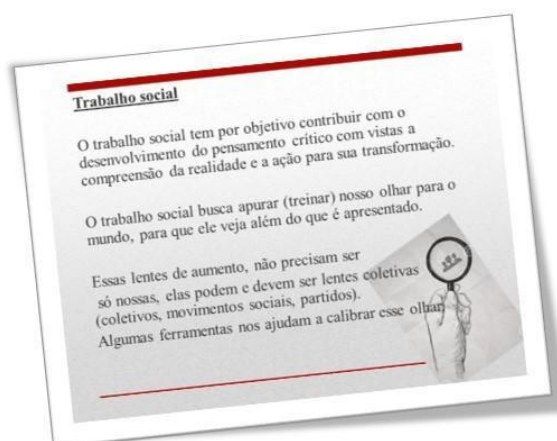 Trabalho social
O trabalho social tem por objetivo contribuir com o
desenvolvimento do pensamento crítico com vistas a
compreensão da realidade e a ação para sua transformação.
O trabalho social busca apurar (treinar) nosso olhar para o
mundo, para que ele veja além do que é apresentado.
Essas lentes de aumento, não precisam ser
só nossas, elas podem e devem ser lentes coletivas
(coletivos, movimentos sociais, partidos).
Algumas ferramentas nos ajudam a calibrar esse olhar